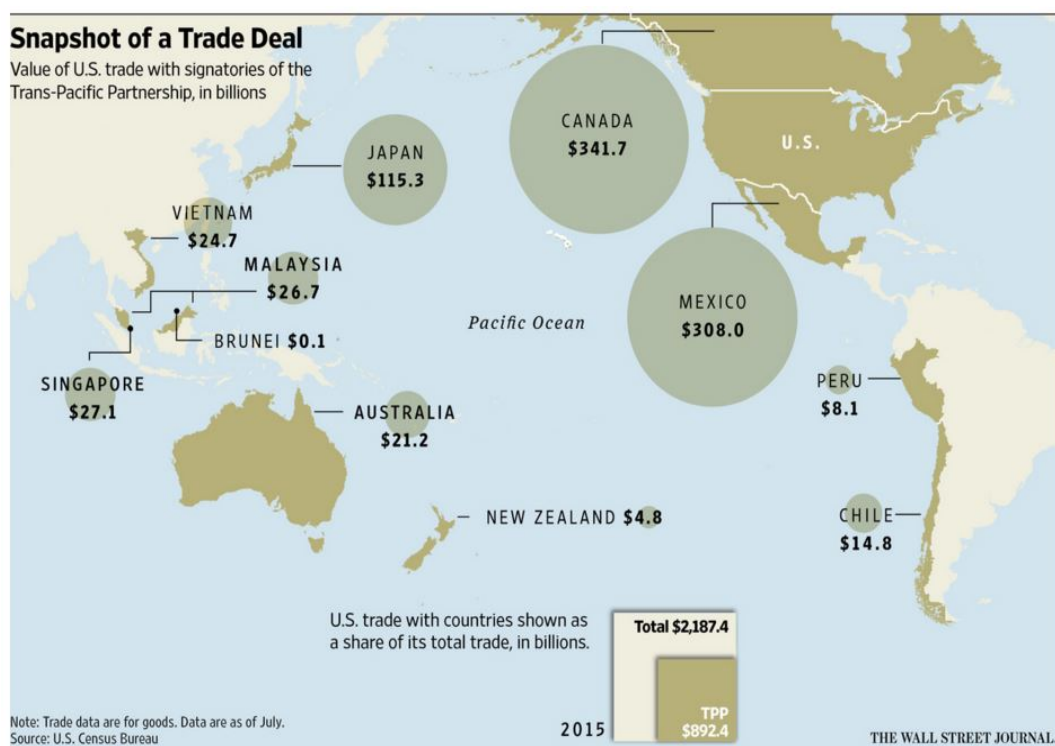 Snapshot of a Trade Deal
Value of U.S. trade with signatories of the
Trans-Pacific Partnership, in billions
CANADA
$341.7
U.S.
JAPAN
$115.3
VIETNAM
$24.7
MALAYSIA
$26.7
MEXICO
$308.0
Pacific Ocean
BRUNEI $0.1
SINGAPORE
$27.1
AUSTRALIA
$21.2
PERU
$8.1
NEW ZEALAND $4.8
CHILE
$14.8
U.S. trade with countries shown as
a share of its total trade, in billions.
Total $2,187.4
TPP
$892.4
2015
Note: Trade data are for goods. Data are as of July.
Source: U.S. Census Bureau
THE WALL STREET JOURNAL